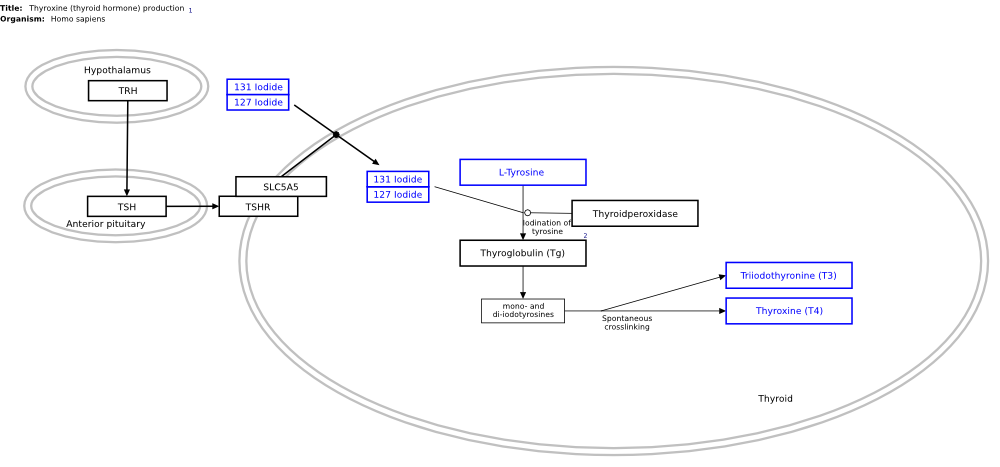 Title: Thyroxine (thyroid hormone) production 1
Organism: Homo sapiens
Hypothalamus
TRH
131 Iodide
127 Iodide
TSH
Anterior pituitary
SLC5A5
TSHR
131 Iodide
127 Iodide
L-Tyrosine
Thyroidperoxidase
Iodination of
tyrosine
2
Thyroglobulin (Tg)
mono- and
di-iodotyrosines
Spontaneous
crosslinking
Triiodothyronine (T3)
Thyroxine (T4)
Thyroid